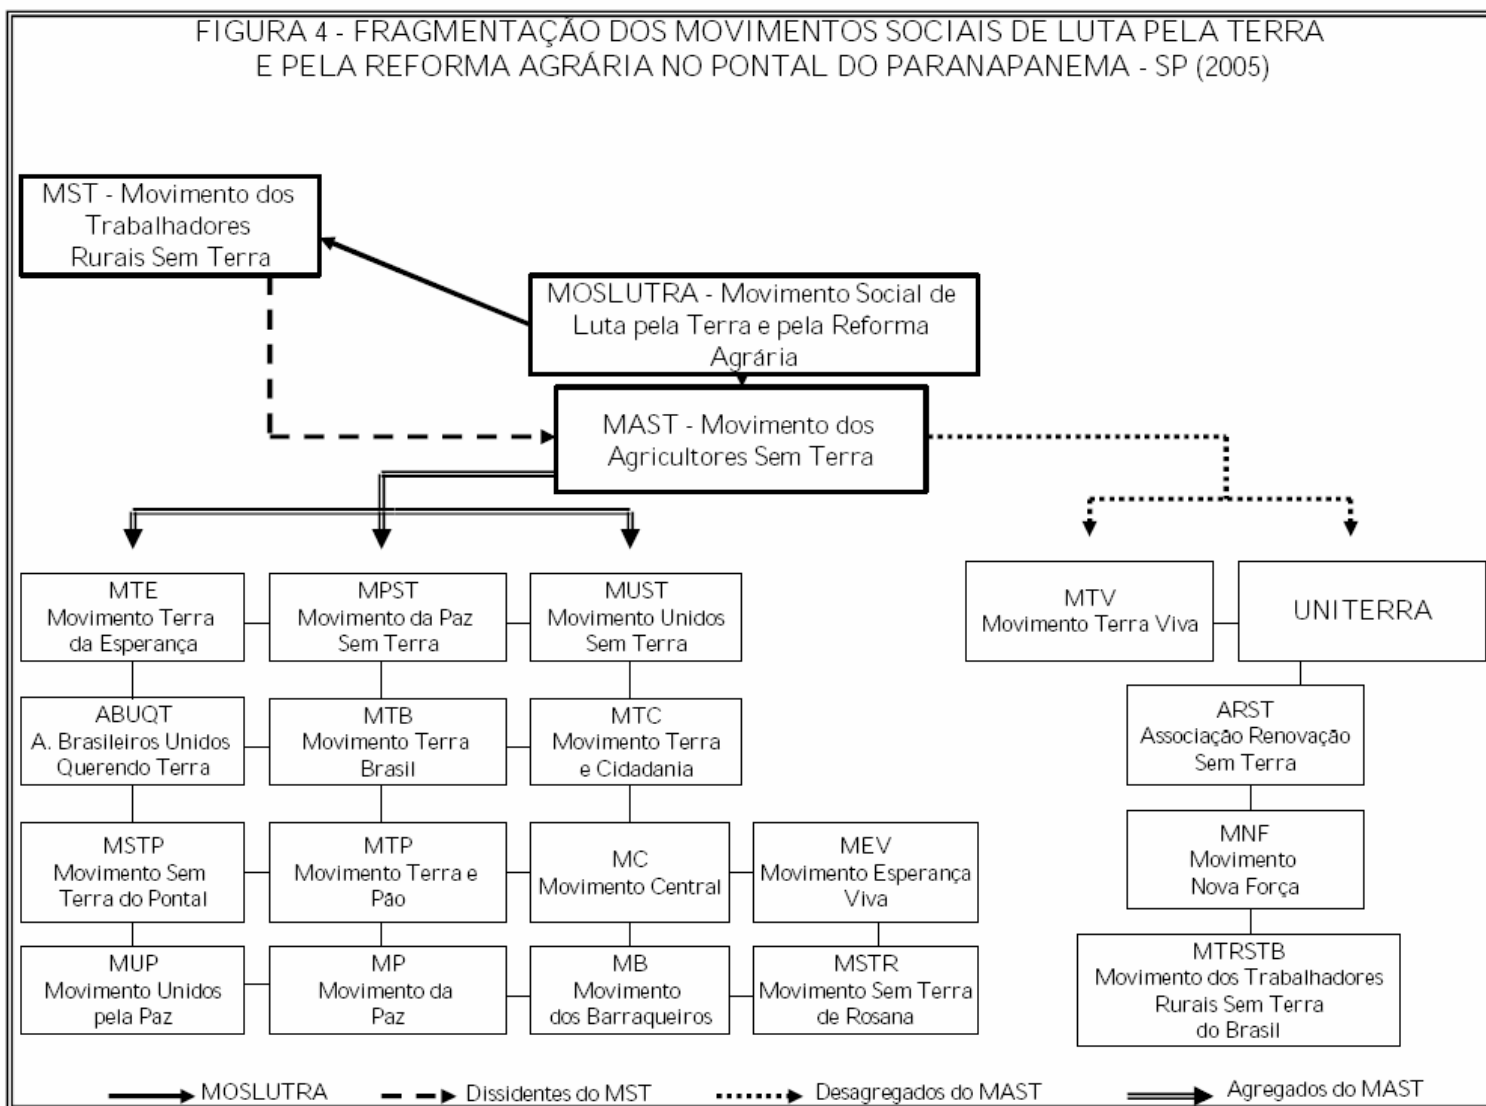 FIGURA 4 - FRAGMENTAÇÃO DOS MOVIMENTOS SOCIAIS DE LUTA PELA TERRA
E PELA REFORMA AGRÁRIA NO PONTAL DO PARANAPANEMA - SP (2005)
MST - Movimento dos
Trabalhadores
Rurais Sem Terra
MOSLUTRA - Movimento Social de
Luta pela Terra e pela Reforma
Agrária
MAST - Movimento dos
Agricultores Sem Terra
MTE
Movimento Terra
da Esperança
MPST
Movimento da Paz
Sem Terra
MUST
Movimento Unidos
Sem Terra
MTV
Movimento Terra Viva
UNITERRA
ABUQT
A. Brasileiros Unidos
Querendo Terra
MTB
Movimento Terra
Brasil
MTC
Movimento Terra
e Cidadania
ARST
Associação Renovação
Sem Terra
MSTP
Movimento Sem
Terra do Pontal
MTP
Movimento Terra e
Pão
MC
Movimento Central
MEV
Movimento Esperança
Viva
MNF
Movimento
Nova Força
MUP
Movimento Unidos
pela Paz
MP
Movimento da
Paz
MB
Movimento
dos Barraqueiros
MSTR
Movimento Sem Terra
de Rosana
MTRSTB
Movimento dos Trabalhadores
Rurais Sem Terra
do Brasil
MOSLUTRA
Dissidentes do MST
Desagregados do MAST
Agregados do MAST